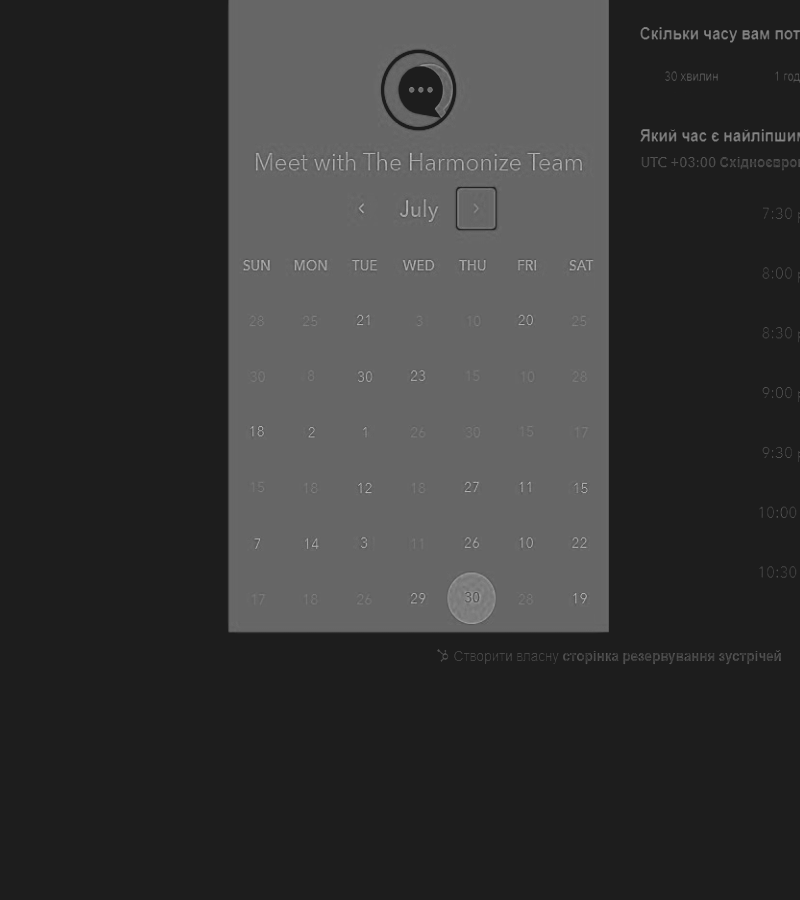 Meet with The Harmonize Team
July
SUN MON TUE WED THU FRI SAT
28 25 21 3 10 20 25
30 8 30 23 15 10 28
18 2 1 26 30 15 17
15 18 12 18 27 11 15
7 14 3 11 26 10 22
17 18 26 29 30 28 19
Скільки часу вам пот
30 хвилин 1 год
Який час є найліпшим
UTC +03:00 Східноєвро
7:30
8:00
8:30
9:00
9:30
10:00
10:30
Створити власну сторінка резервування зустрічей